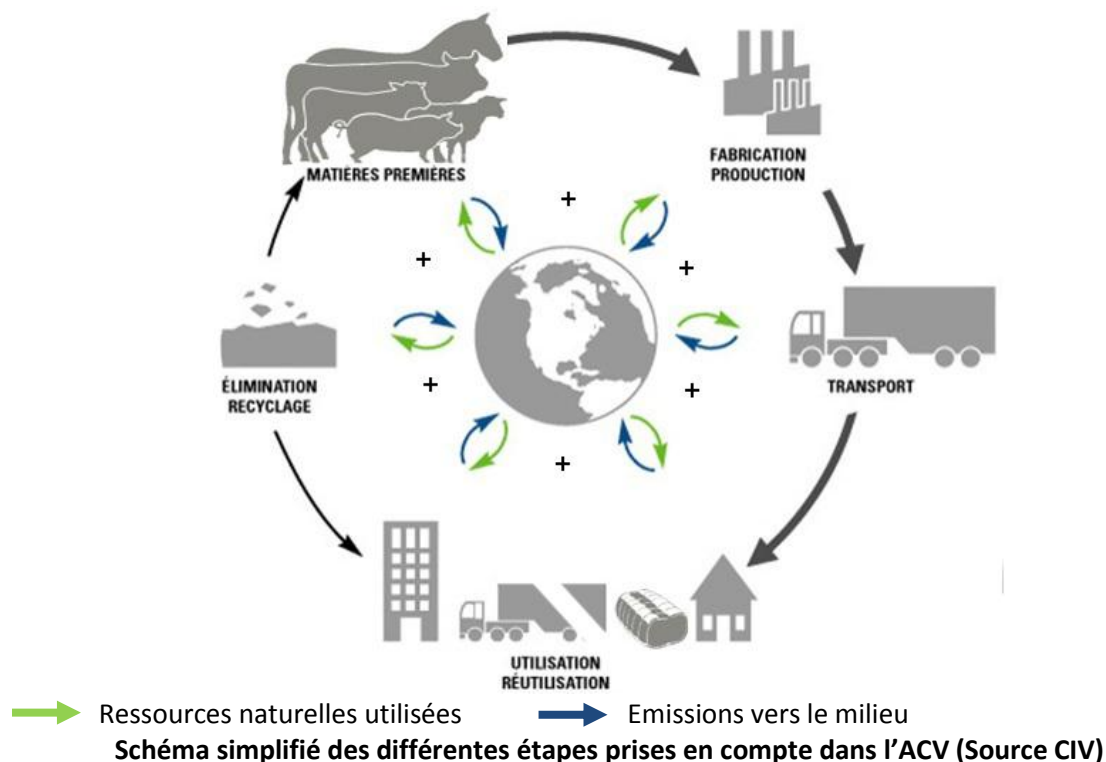 MATIÈRES PREMIÈRES
FABRICATION
PRODUCTION
+
+
+
ÉLIMINATION
RECYCLAGE
TRANSPORT
+
+
+
UTILISATION
RÉUTILISATION
Ressources naturelles utilisées
Emissions vers le milieu
Schéma simplifié des différentes étapes prises en compte dans l’ACV (Source CIV)